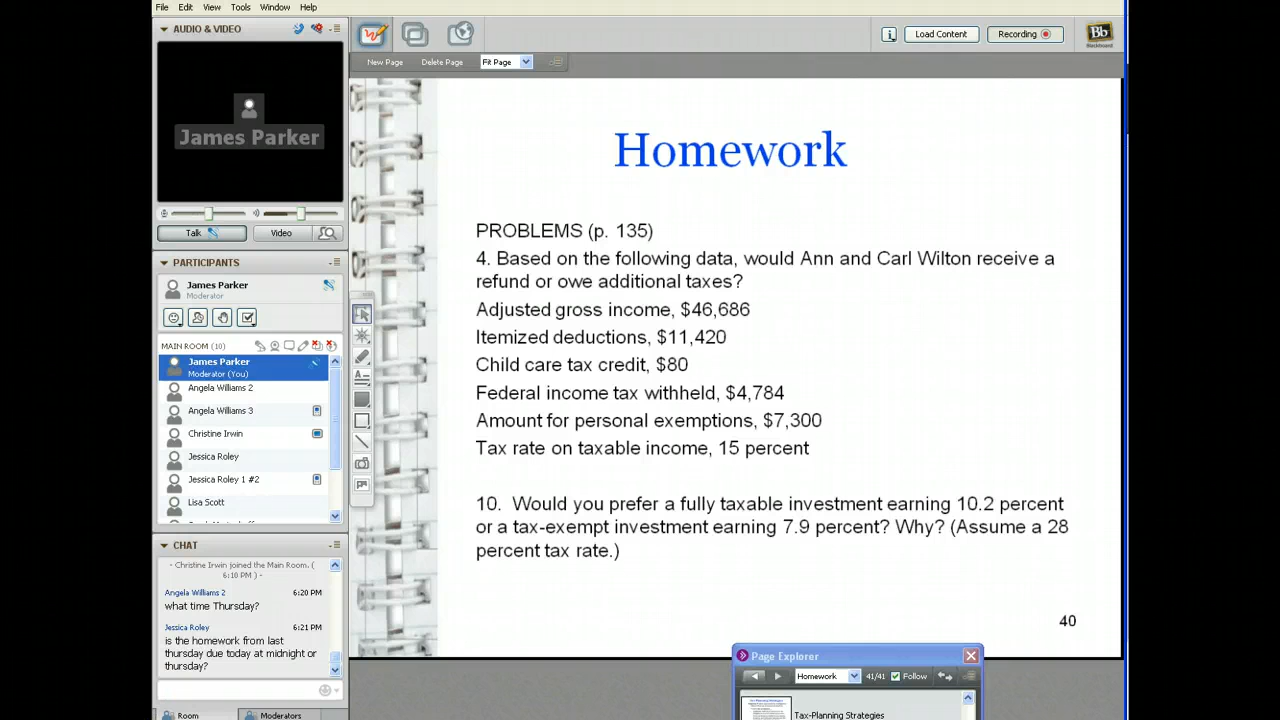 File Edit View Tools Window Help
AUDIO & VIDEO
James Parker
Talk
Video
PARTICIPANTS
James Parker
Moderator
MAIN ROOM (10)
James Parker
Moderator (You)
Angela Williams 2
Angela Williams 3
Christine Irwin
Jessica Roley
Jessica Roley 1 #2
Lisa Scott
CHAT
- Christine Irwin joined the Main Room. (
6:10 PM ) -
Angela Williams 2 6:20 PM
what time Thursday?
Jessica Roley 6:21 PM
is the homework from last
thursday due today at midnight or
thursday?
Room
Moderators
Load Content
Recording
Bb
Blackboard
New Page
Delete Page
Fit Page
Homework
PROBLEMS (p. 135)
4. Based on the following data, would Ann and Carl Wilton receive a
refund or owe additional taxes?
Adjusted gross income, $46,686
Itemized deductions, $11,420
Child care tax credit, $80
Federal income tax withheld, $4,784
Amount for personal exemptions, $7,300
Tax rate on taxable income, 15 percent
10. Would you prefer a fully taxable investment earning 10.2 percent
or a tax-exempt investment earning 7.9 percent? Why? (Assume a 28
percent tax rate.)
40
Page Explorer
Homework
41/41
Follow
Tax-Planning Strategies